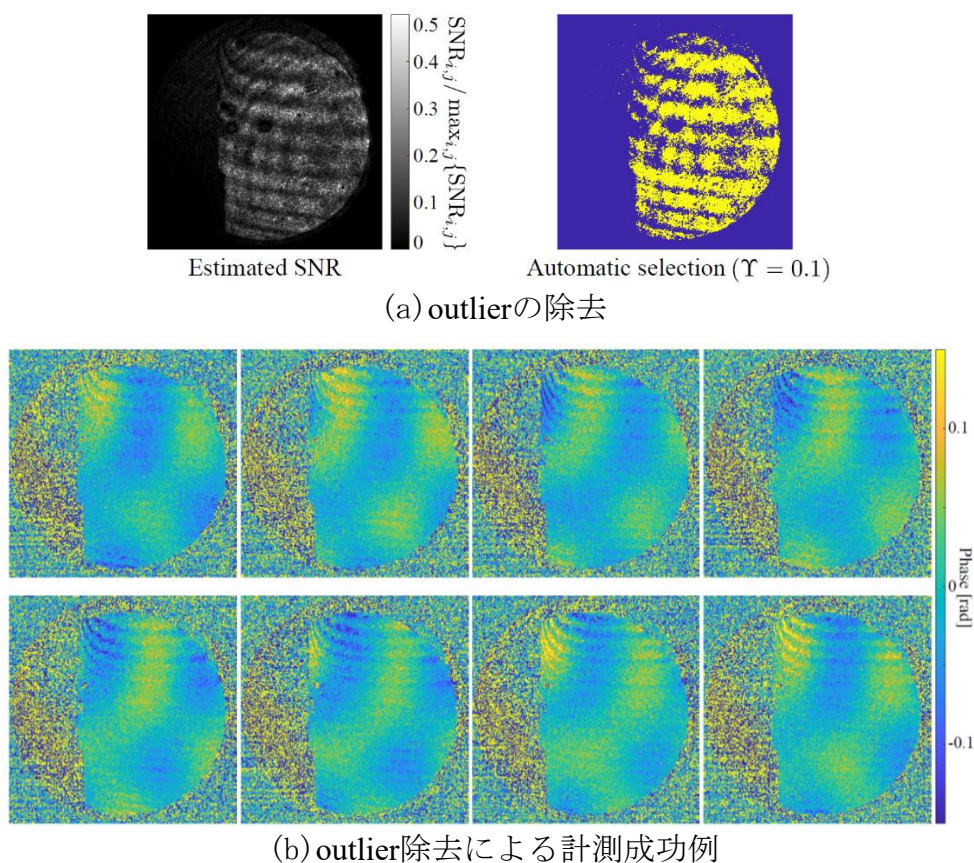 0.5
0.4
0.3
0.2
0.1
0
SNR_{i,j} / max_{i,j}{SNR_{i,j}}
Estimated SNR
Automatic selection (ϒ = 0.1)
(a) outlierの除去
0.1
0
-0.1
Phase [rad]
(b) outlier除去による計測成功例